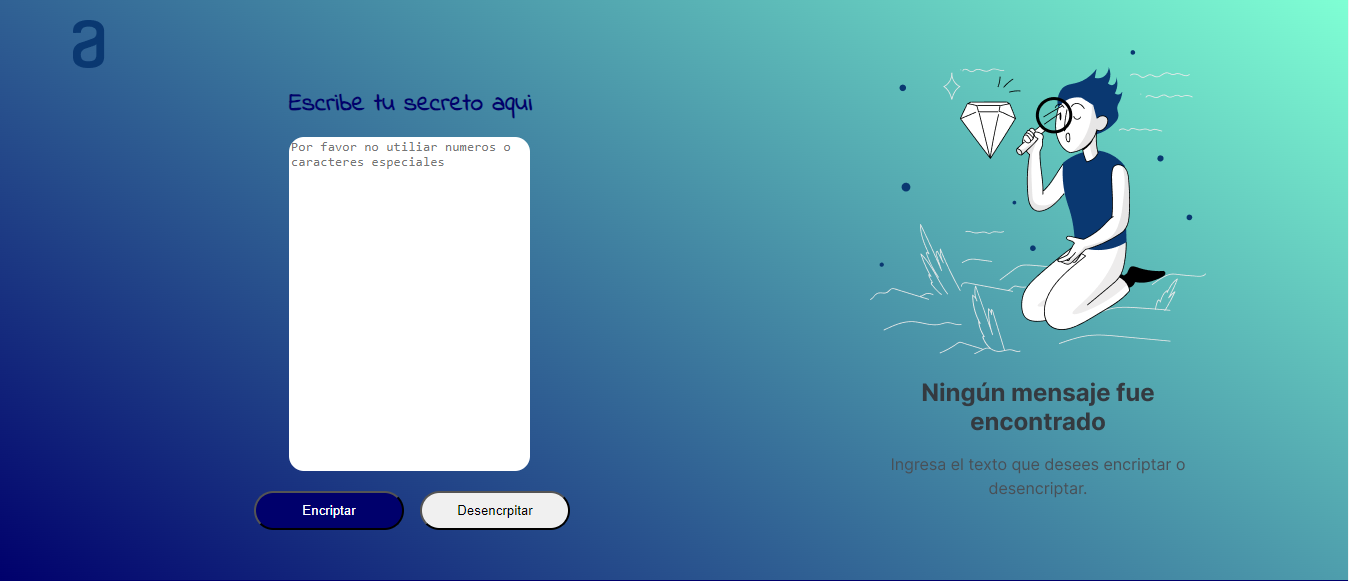 a
Escribe tu secreto aqui
Por favor no utiliar numeros o
caracteres especiales
Encriptar
Desencrpitar
Ningún mensaje fue
encontrado
Ingresa el texto que desees encriptar o
desencriptar.